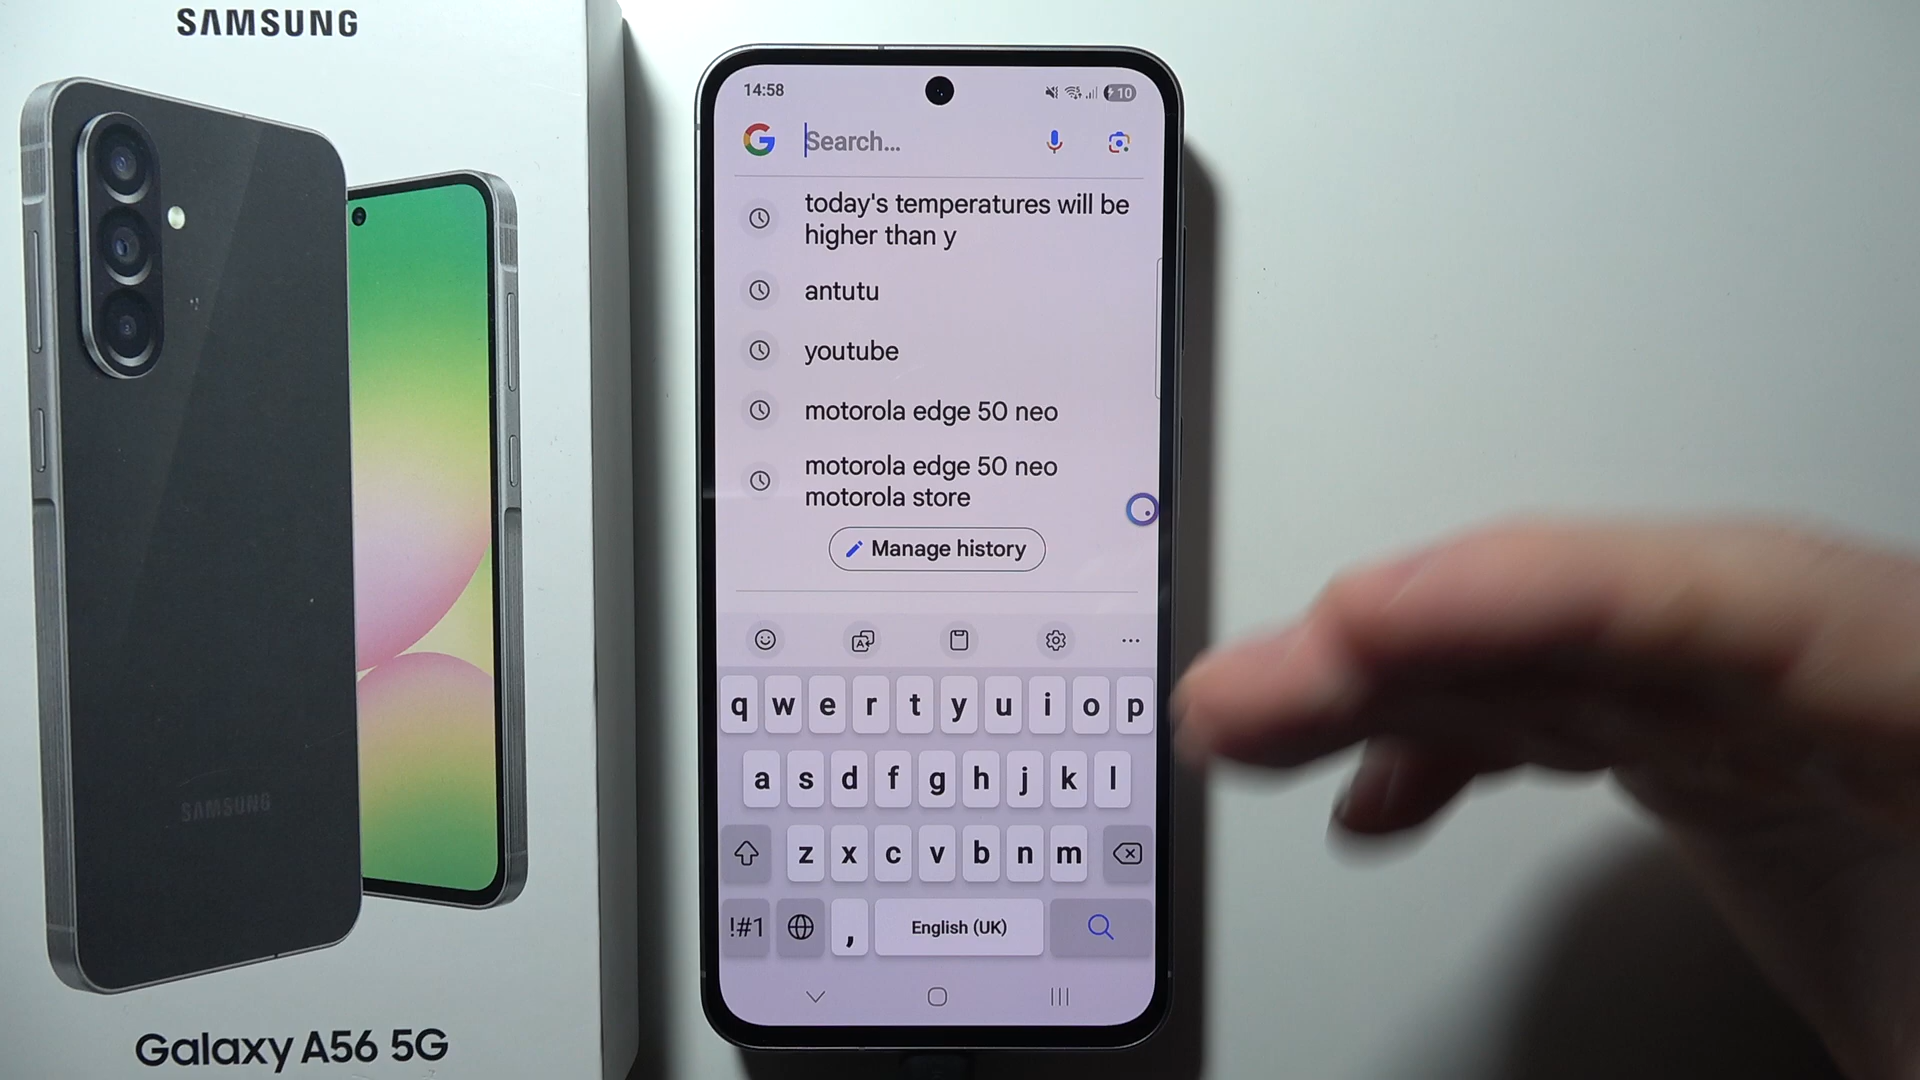 SAMSUNG
SAMSUNG
Galaxy A56 5G
14:58
10
Search...
today's temperatures will be
higher than y
antutu
youtube
motorola edge 50 neo
motorola edge 50 neo
motorola store
Manage history
q w e r t y u i o p
a s d f g h j k l
z x c v b n m
!#1 , English (UK)